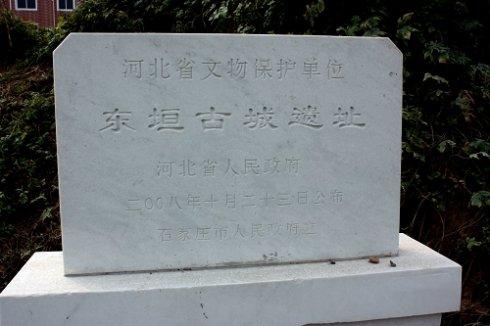 河北省文物保护单位
东垣古城遗址
河北省人民政府
二00八年十月二十三日公布
石家庄市人民政府立